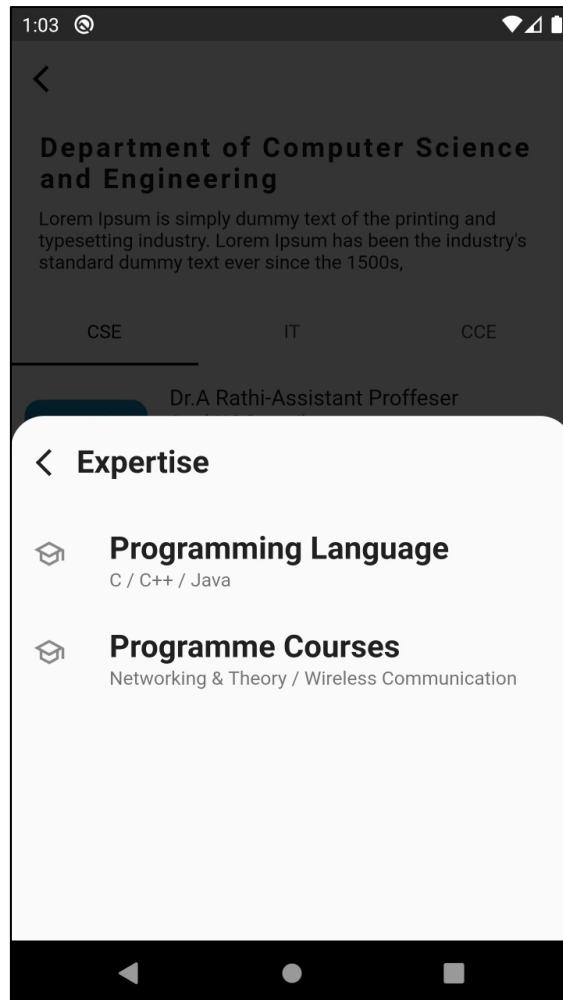 1:03
Department of Computer Science
and Engineering
Lorem Ipsum is simply dummy text of the printing and
typesetting industry. Lorem Ipsum has been the industry's
standard dummy text ever since the 1500s,
CSE IT CCE
Dr.A Rathi-Assistant Proffeser
Expertise
Programming Language
C / C++ / Java
Programme Courses
Networking & Theory / Wireless Communication